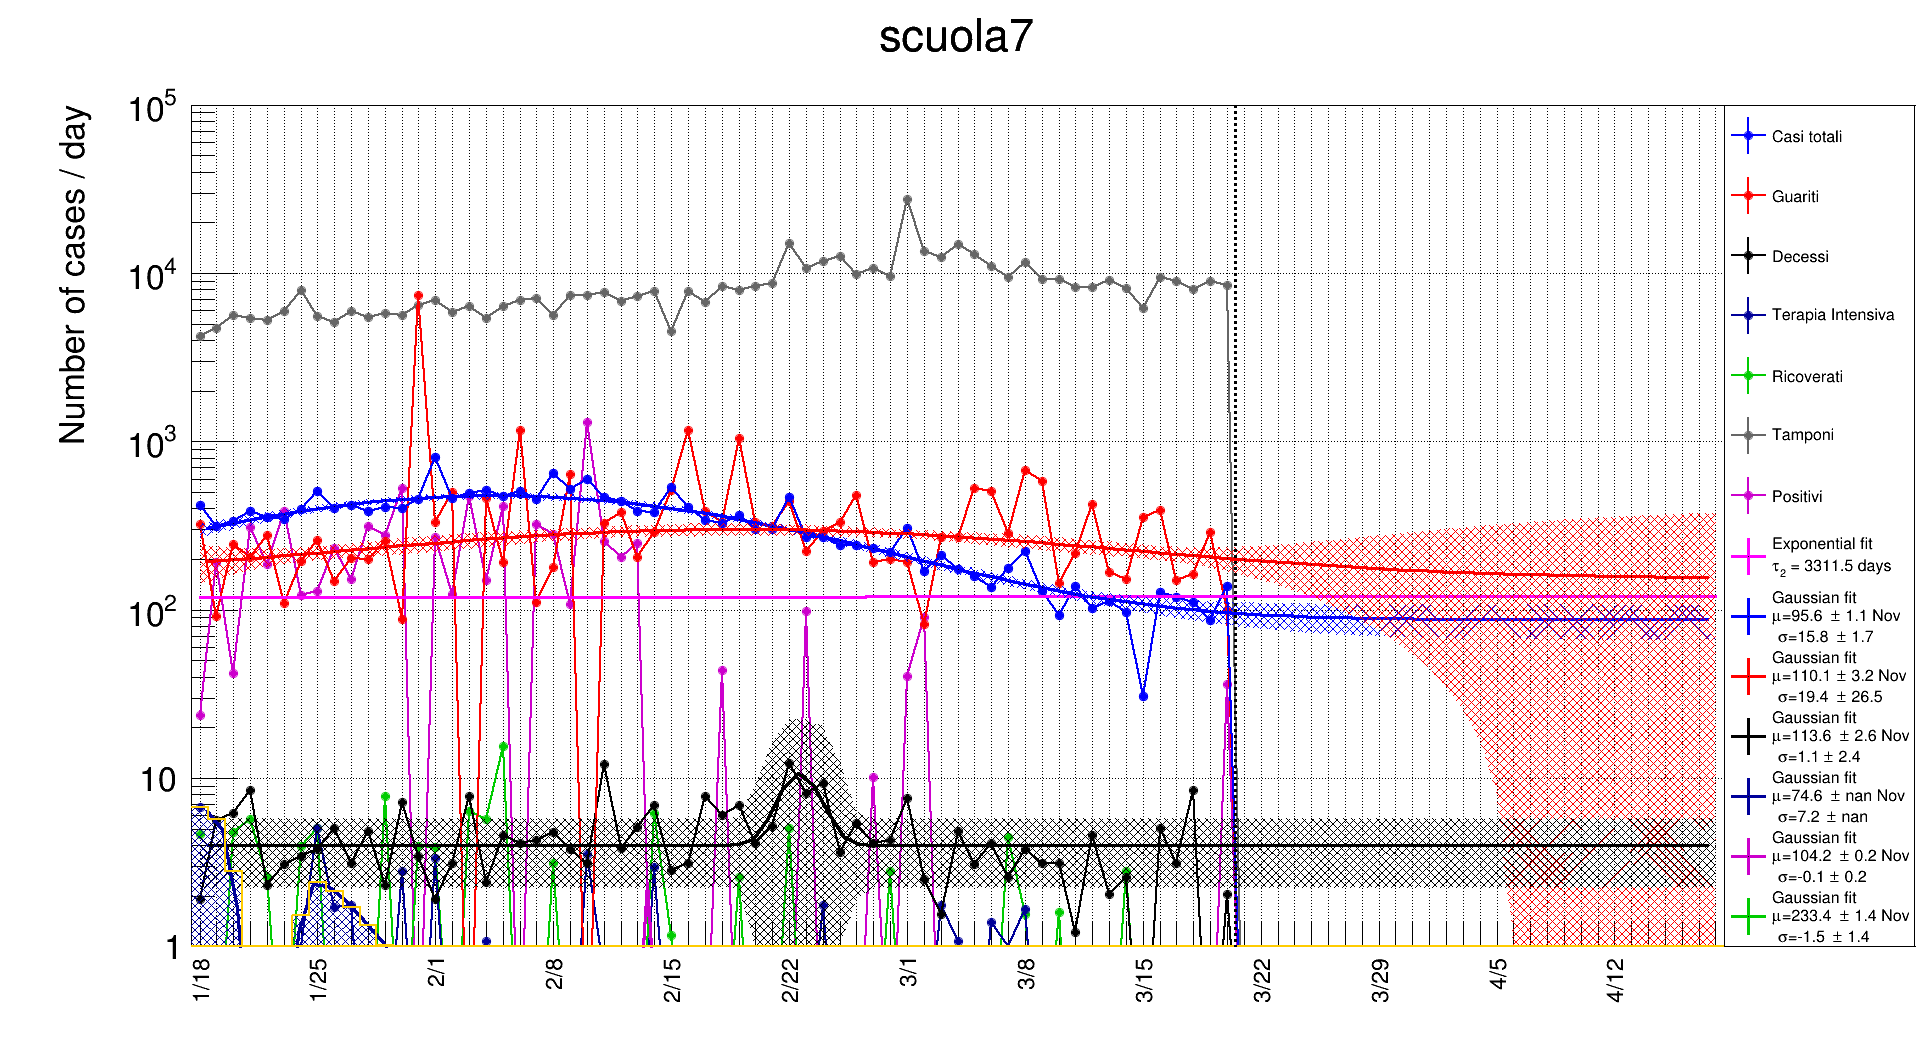 scuola7
Number of cases / day
10^5
10^4
10^3
10^2
10
1
1/18
1/25
2/1
2/8
2/15
2/22
3/1
3/8
3/15
3/22
3/29
4/5
4/12
Casi totali
Guariti
Decessi
Terapia Intensiva
Ricoverati
Tamponi
Positivi
Exponential fit
τ₂ = 3311.5 days
Gaussian fit
μ=95.6 ± 1.1 Nov
σ=15.8 ± 1.7
Gaussian fit
μ=110.1 ± 3.2 Nov
σ=19.4 ± 26.5
Gaussian fit
μ=113.6 ± 2.6 Nov
σ=1.1 ± 2.4
Gaussian fit
μ=74.6 ± nan Nov
σ=7.2 ± nan
Gaussian fit
μ=104.2 ± 0.2 Nov
σ=-0.1 ± 0.2
Gaussian fit
μ=233.4 ± 1.4 Nov
σ=-1.5 ± 1.4